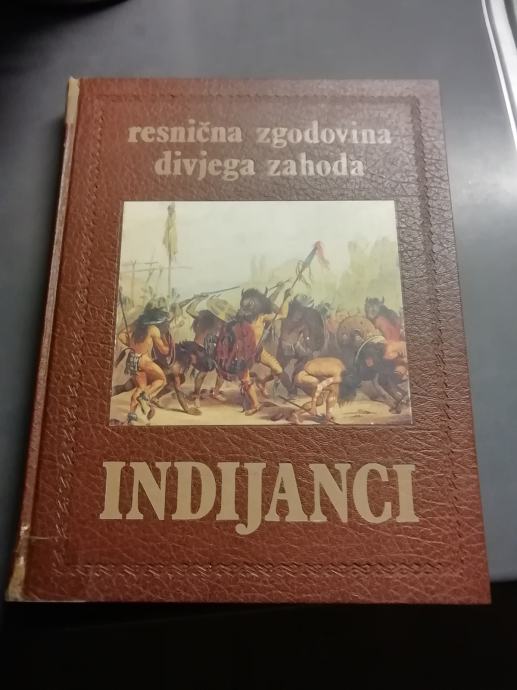 resnična zgodovina
divjega zahoda
INDIJANCI